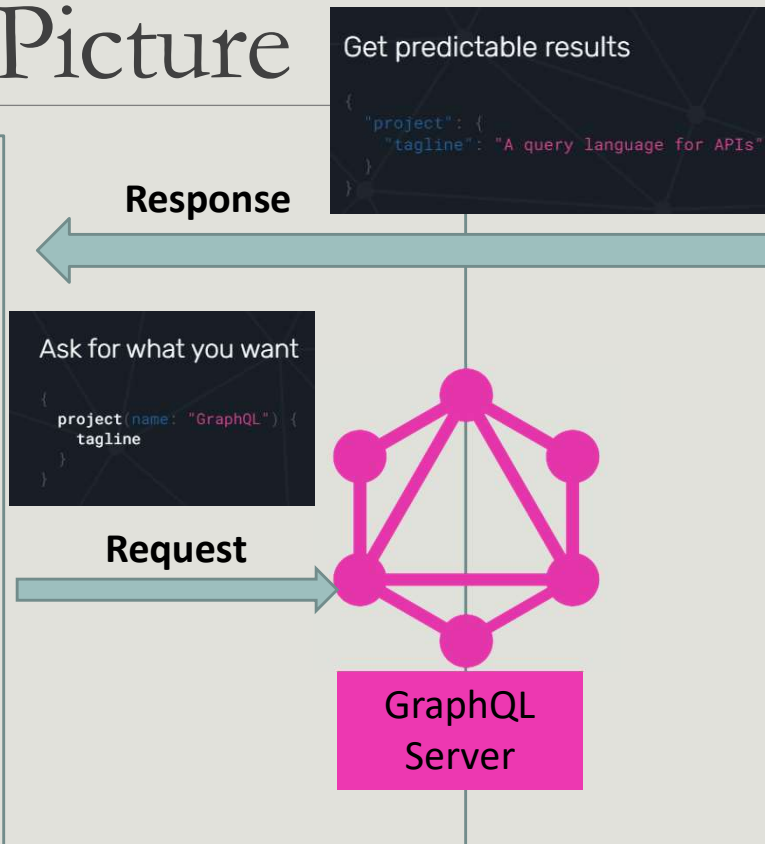 Picture
Get predictable results
{
"project": {
"tagline": "A query language for APIs"
}
}
Response
Ask for what you want
{
project(name: "GraphQL") {
tagline
}
}
Request
GraphQL
Server